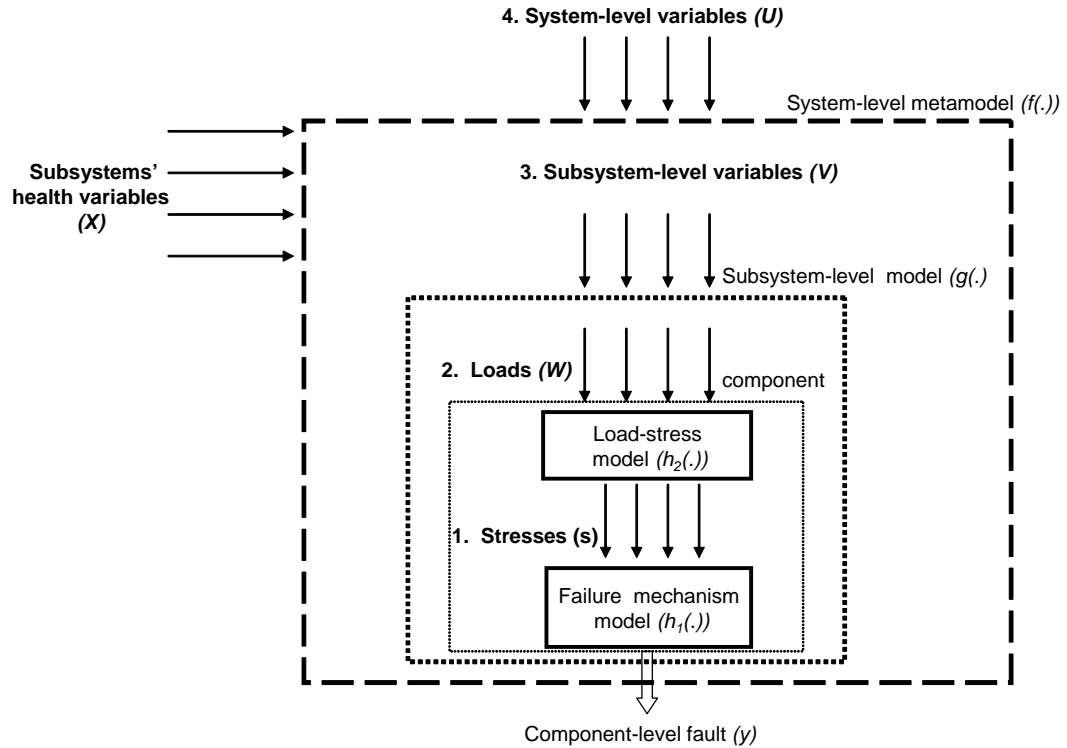 4. System-level variables (U)
System-level metamodel (f(.))
Subsystems’
health variables
(X)
3. Subsystem-level variables (V)
Subsystem-level model (g(.)
2. Loads (W)
component
Load-stress
model (h2(.))
1. Stresses (s)
Failure mechanism
model (h1(.))
Component-level fault (y)